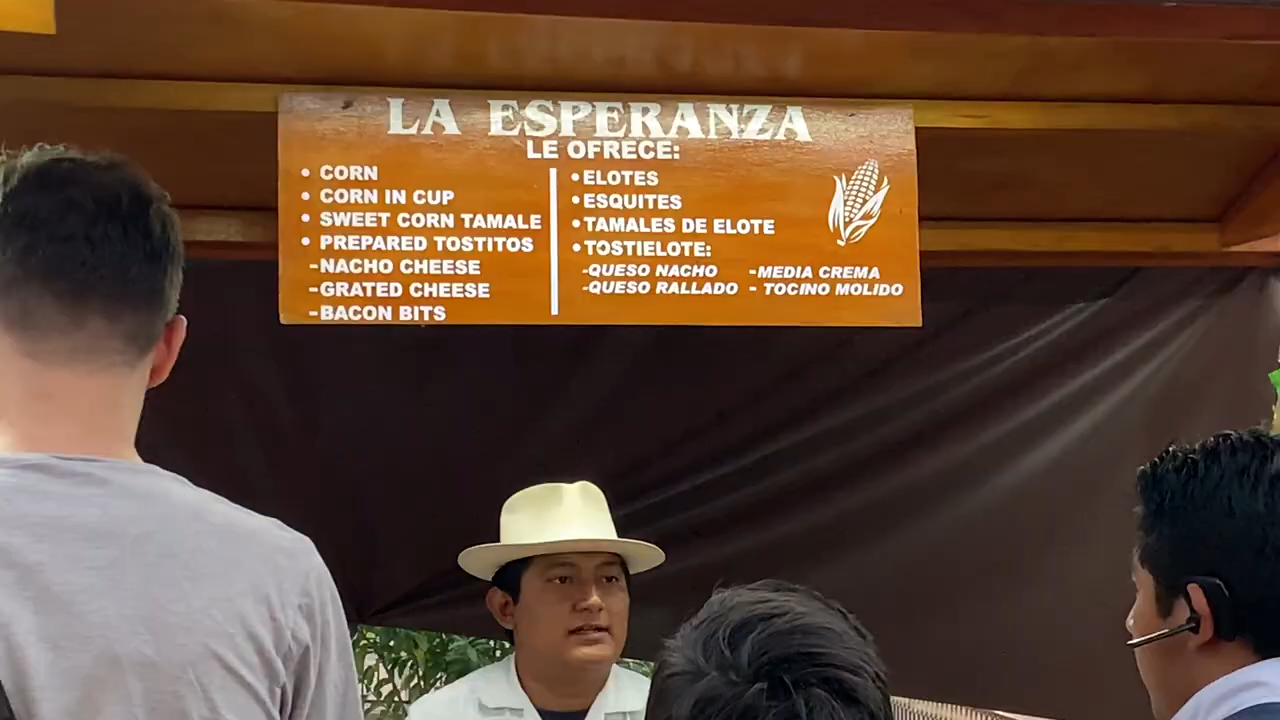 LA ESPERANZA
LE OFRECE:
• CORN
• CORN IN CUP
• SWEET CORN TAMALE
• PREPARED TOSTITOS
-NACHO CHEESE
-GRATED CHEESE
-BACON BITS
• ELOTES
• ESQUITES
• TAMALES DE ELOTE
• TOSTIELOTE:
-QUESO NACHO -MEDIA CREMA
-QUESO RALLADO - TOCINO MOLIDO